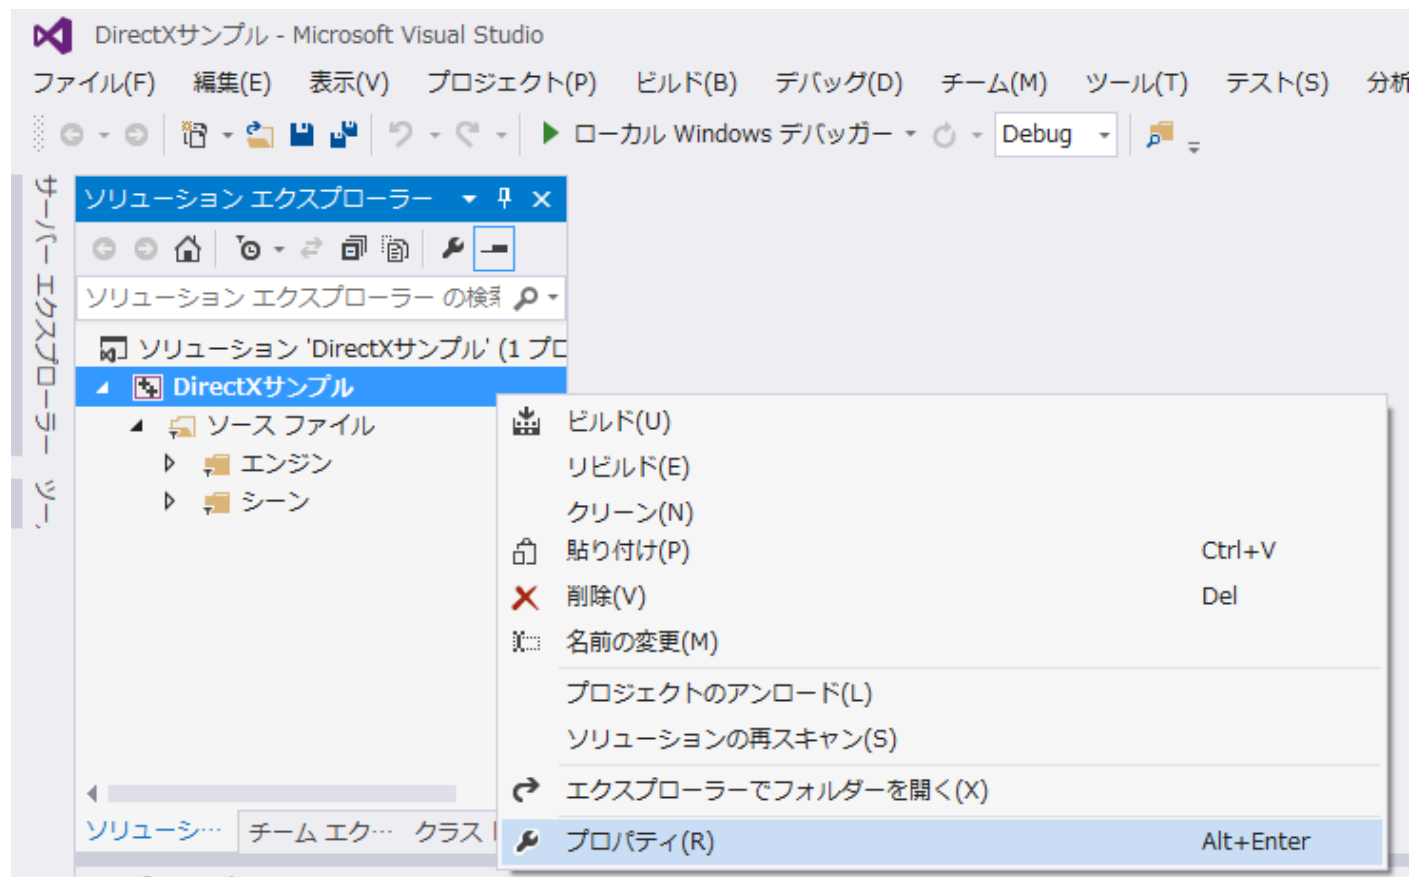 DirectXサンプル - Microsoft Visual Studio
ファイル(F) 編集(E) 表示(V) プロジェクト(P) ビルド(B) デバッグ(D) チーム(M) ツール(T) テスト(S) 分析
ローカル Windows デバッガー Debug
サーバー エクスプローラー
ソリューション エクスプローラー
ソリューション エクスプローラー の検索
ソリューション 'DirectXサンプル' (1 プロ
DirectXサンプル
ソース ファイル
エンジン
シーン
ビルド(U)
リビルド(E)
クリーン(N)
貼り付け(P) Ctrl+V
削除(V) Del
名前の変更(M)
プロジェクトのアンロード(L)
ソリューションの再スキャン(S)
エクスプローラーでフォルダーを開く(X)
プロパティ(R) Alt+Enter
ソリューシ… チーム エク… クラス